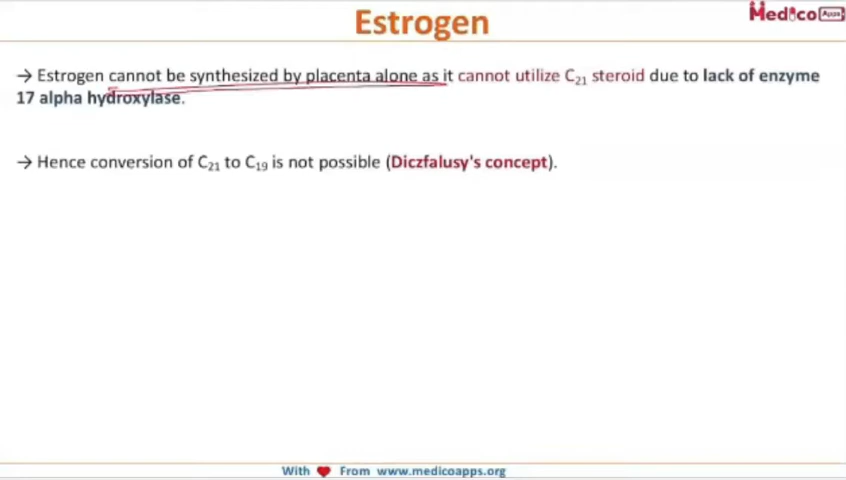 Estrogen
Medico Apps
→ Estrogen cannot be synthesized by placenta alone as it cannot utilize C₂₁ steroid due to lack of enzyme
17 alpha hydroxylase.
→ Hence conversion of C₂₁ to C₁₉ is not possible (Diczfalusy's concept).
With ❤ From www.medicoapps.org